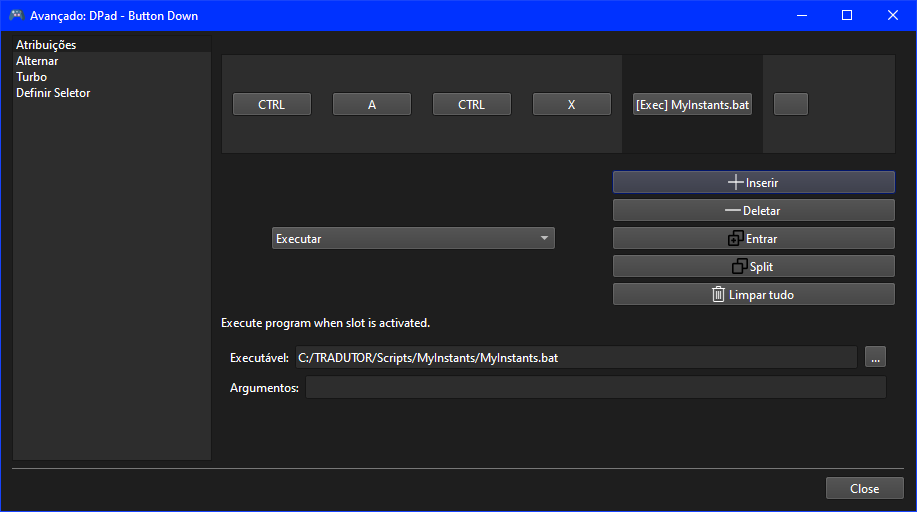 Avançado: DPad - Button Down
Atribuições
Alternar
Turbo
Definir Seletor
CTRL
A
CTRL
X
[Exec] MyInstants.bat
Inserir
Deletar
Executar
Entrar
Split
Limpar tudo
Execute program when slot is activated.
Executável: C:/TRADUTOR/Scripts/MyInstants/MyInstants.bat ...
Argumentos:
Close